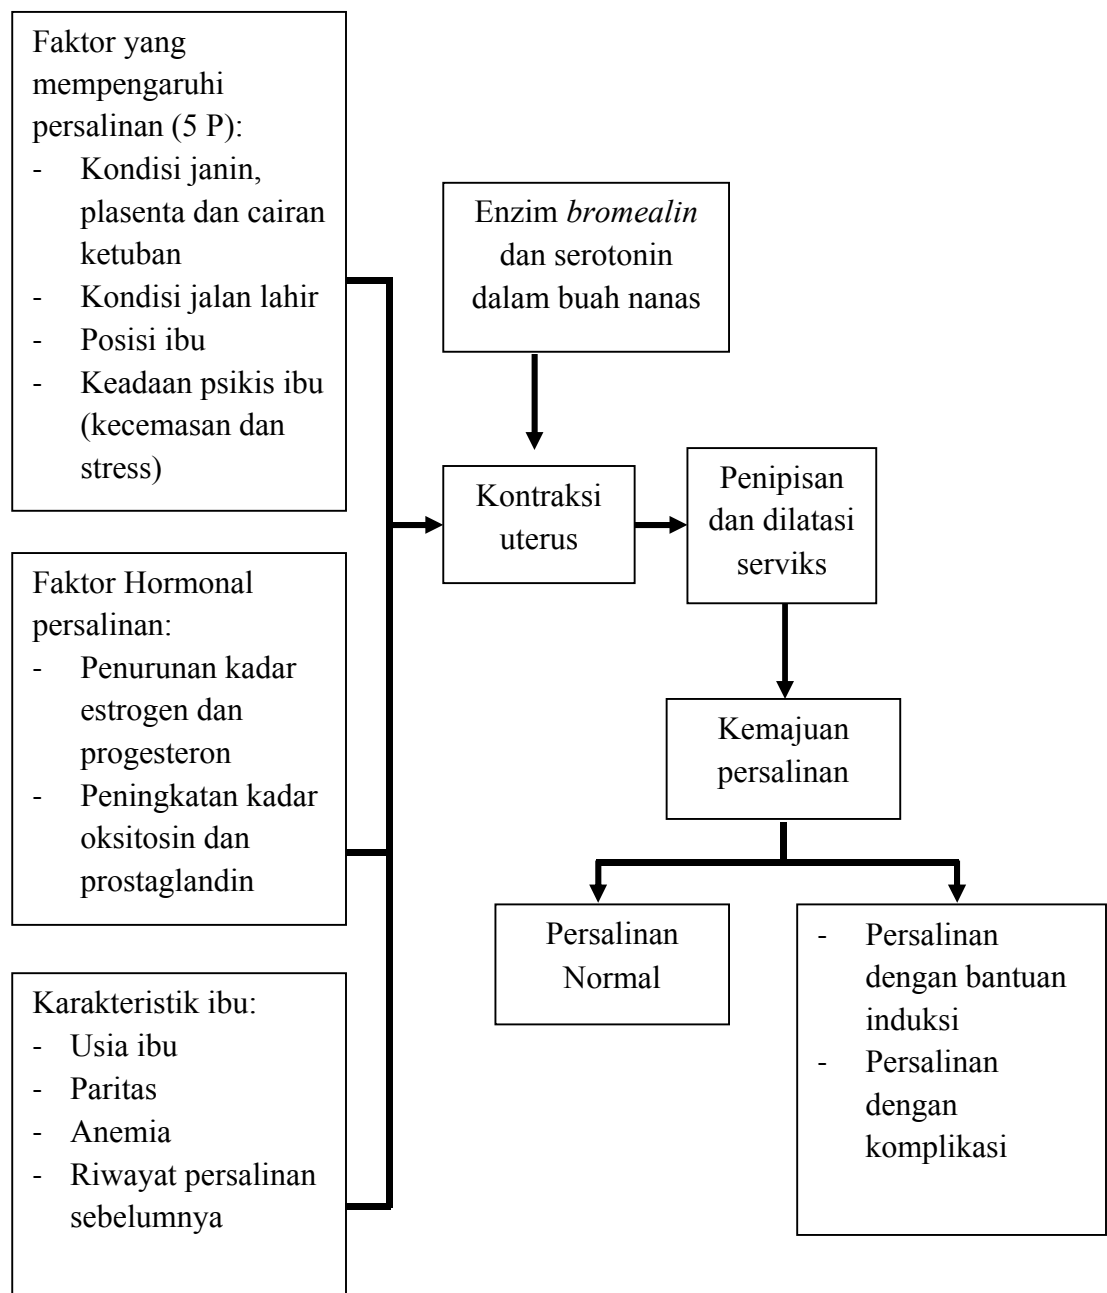 Faktor yang
mempengaruhi
persalinan (5 P):
- Kondisi janin,
plasenta dan cairan
ketuban
- Kondisi jalan lahir
- Posisi ibu
- Keadaan psikis ibu
(kecemasan dan
stress)
Enzim bromealin
dan serotonin
dalam buah nanas
Kontraksi
uterus
Penipisan
dan dilatasi
serviks
Faktor Hormonal
persalinan:
- Penurunan kadar
estrogen dan
progesteron
- Peningkatan kadar
oksitosin dan
prostaglandin
Kemajuan
persalinan
Persalinan
Normal
- Persalinan
dengan bantuan
induksi
- Persalinan
dengan
komplikasi
Karakteristik ibu:
- Usia ibu
- Paritas
- Anemia
- Riwayat persalinan
sebelumnya